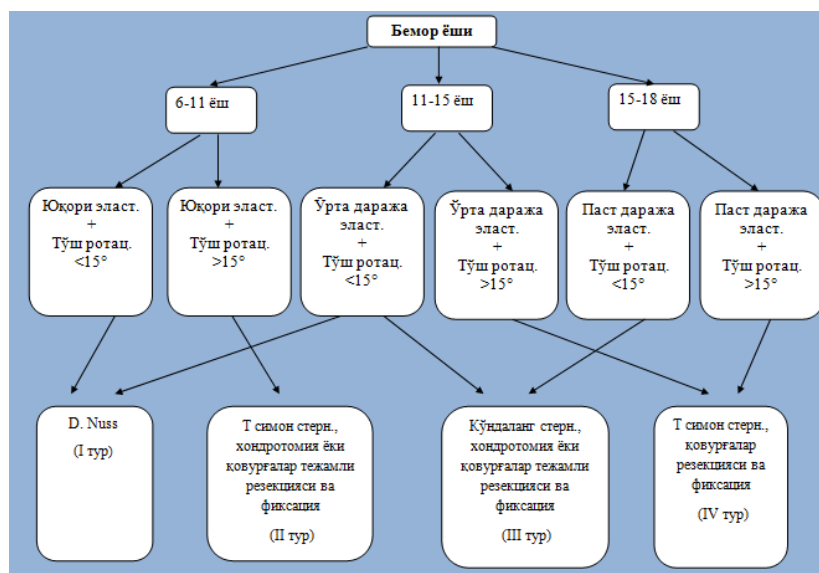 Бемор ёши
6-11 ёш
11-15 ёш
15-18 ёш
Юқори эласт.
+
Тўш ротац.
<15°
Юқори эласт.
+
Тўш ротац.
>15°
Ўрта даража
эласт.
+
Тўш ротац.
<15°
Ўрта даража
эласт.
+
Тўш ротац.
>15°
Паст даража
эласт.
+
Тўш ротац.
<15°
Паст даража
эласт.
+
Тўш ротац.
>15°
D. Nuss
(I тур)
Т симон стерн.,
хондротомия ёки
қовурғалар тежамли
резекцияси ва
фиксация
(II тур)
Кўндаланг стерн.,
хондротомия ёки
қовурғалар тежамли
резекцияси ва
фиксация
(III тур)
Т симон стерн.,
қовурғалар
резекцияси ва
фиксация
(IV тур)